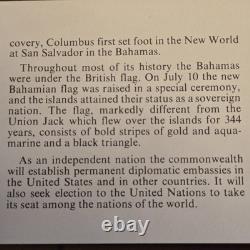 covery, Columbus first set foot in the New World
at San Salvador in the Bahamas.
Throughout most of its history the Bahamas
were under the British flag. On July 10 the new
Bahamian flag was raised in a special ceremony,
and the islands attained their status as a sovereign
nation. The flag, markedly different from the
Union Jack which flew over the islands for 344
years, consists of bold stripes of gold and aqua-
marine and a black triangle.
As an independent nation the commonwealth
will establish permanent diplomatic embassies in
the United States and in other countries. It will
also seek election to the United Nations to take
its seat among the nations of the world.